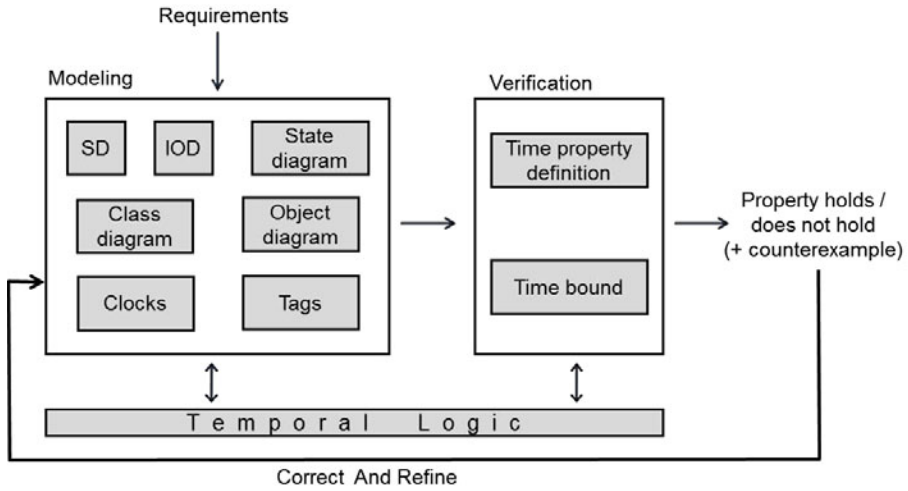 Requirements
Modeling
SD
IOD
State
diagram
Class
diagram
Object
diagram
Clocks
Tags
Verification
Time property
definition
Time bound
Property holds /
does not hold
(+ counterexample)
Temporal Logic
Correct And Refine